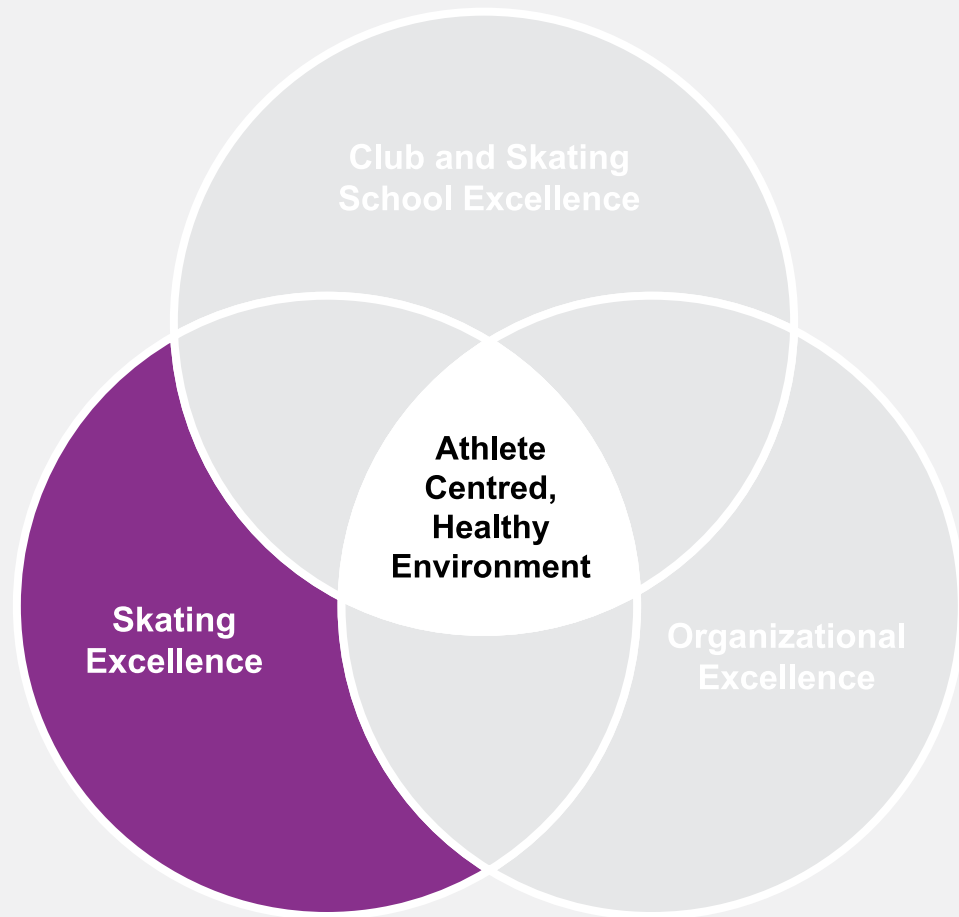 Club and Skating
School Excellence
Athlete
Centred,
Healthy
Environment
Skating
Excellence
Organizational
Excellence